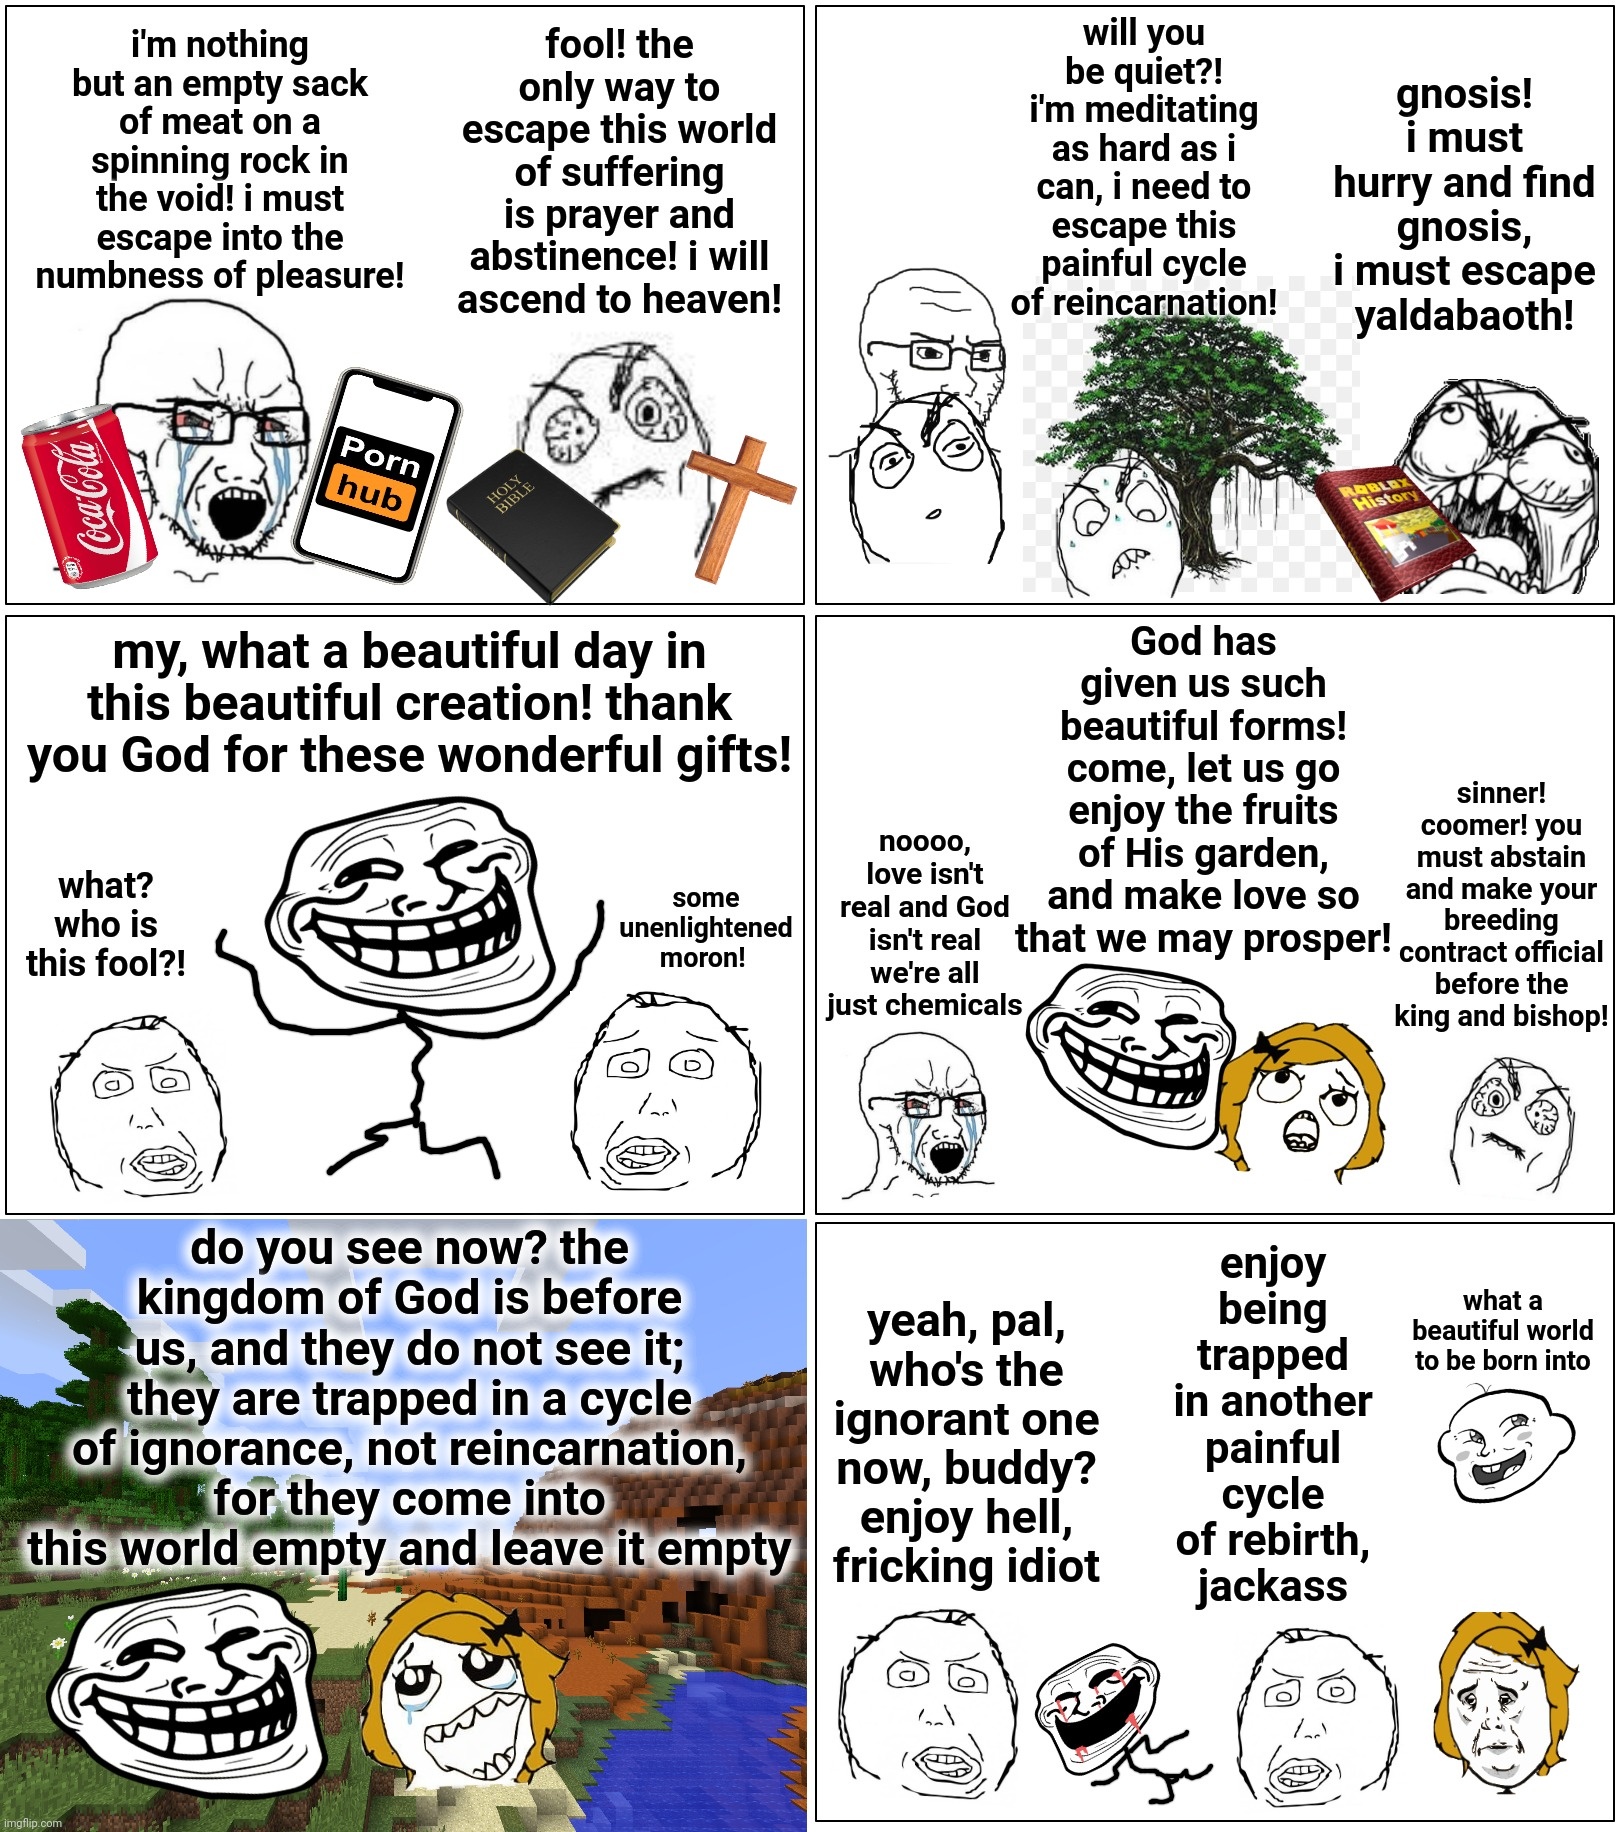 i'm nothing
but an empty sack
of meat on a
spinning rock in
the void! i must
escape into the
numbness of pleasure!
fool! the
only way to
escape this world
of suffering
is prayer and
abstinence! i will
ascend to heaven!
Coca-Cola
Porn
hub
HOLY
BIBLE
will you
be quiet?!
i'm meditating
as hard as i
can, i need to
escape this
painful cycle
of reincarnation!
gnosis!
i must
hurry and find
gnosis,
i must escape
yaldabaoth!
ROBLOX
History
my, what a beautiful day in
this beautiful creation! thank
you God for these wonderful gifts!
what?
who is
this fool?!
some
unenlightened
moron!
noooo,
love isn't
real and God
isn't real
we're all
just chemicals
God has
given us such
beautiful forms!
come, let us go
enjoy the fruits
of His garden,
and make love so
that we may prosper!
sinner!
coomer! you
must abstain
and make your
breeding
contract official
before the
king and bishop!
do you see now? the
kingdom of God is before
us, and they do not see it;
they are trapped in a cycle
of ignorance, not reincarnation,
for they come into
this world empty and leave it empty
yeah, pal,
who's the
ignorant one
now, buddy?
enjoy hell,
fricking idiot
enjoy
being
trapped
in another
painful
cycle
of rebirth,
jackass
what a
beautiful world
to be born into
imgflip.com